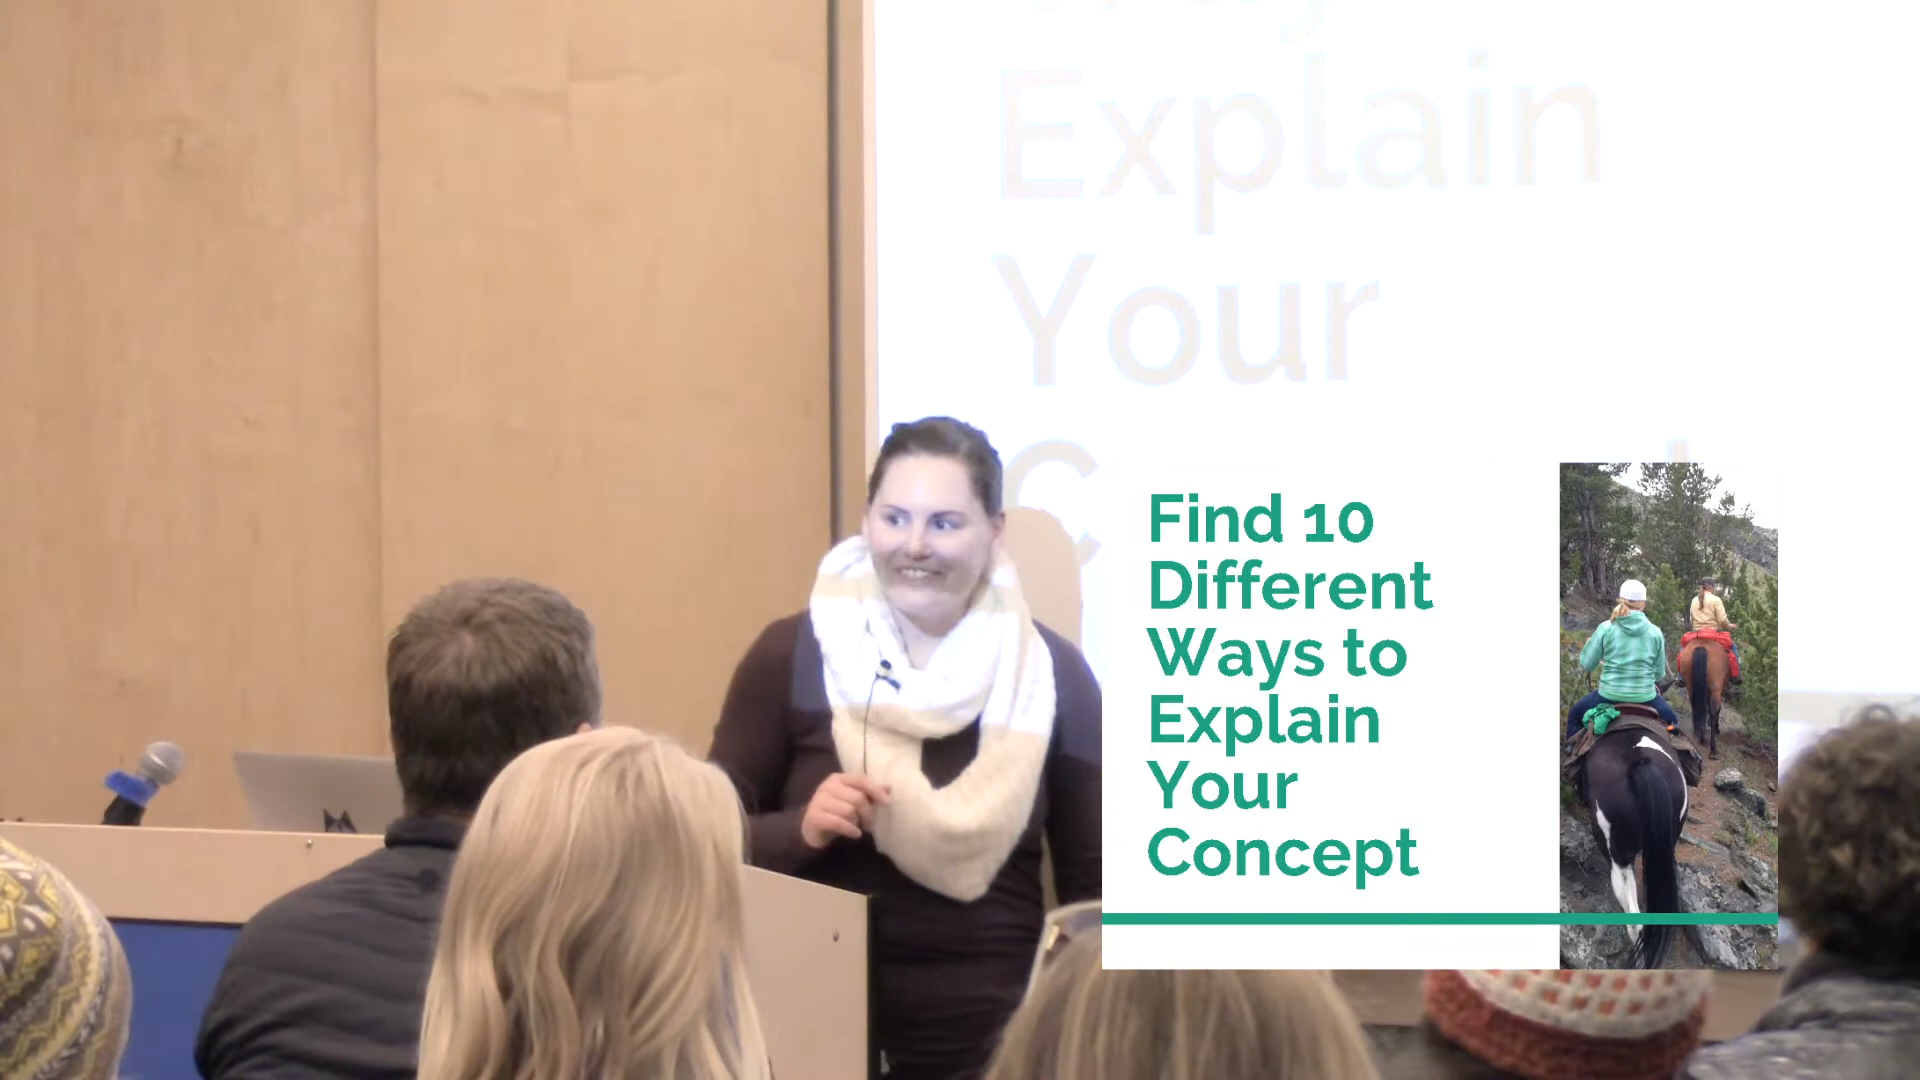 Explain
Your
Find 10
Different
Ways to
Explain
Your
Concept